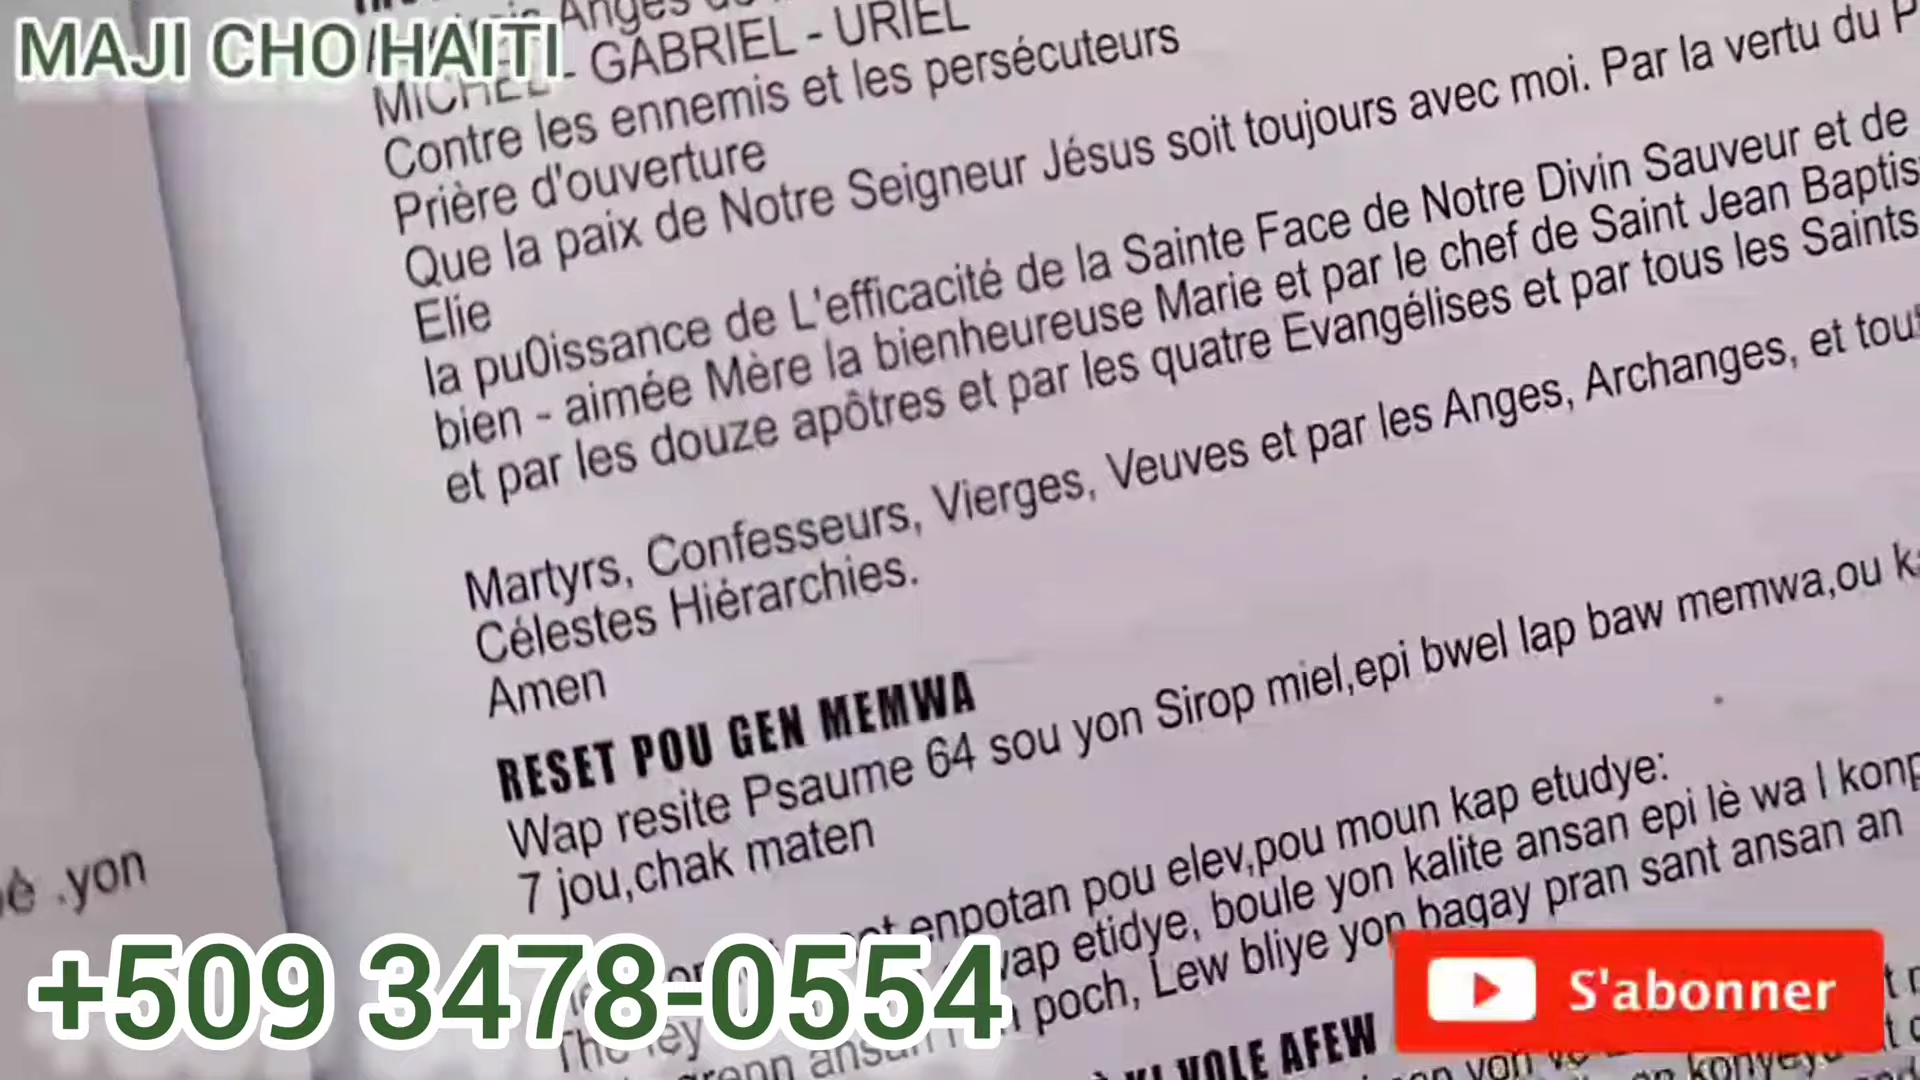 MAJI CHO HAITI
Anges
MICHEL - GABRIEL - URIEL
Contre les ennemis et les persécuteurs
Prière d'ouverture
Que la paix de Notre Seigneur Jésus soit toujours avec moi. Par la vertu du
Elie
la pu0issance de L'efficacité de la Sainte Face de Notre Divin Sauveur et de
bien - aimée Mère la bienheureuse Marie et par le chef de Saint Jean
et par les douze apôtres et par les quatre Evangélises et par tous les Saints
Martyrs, Confesseurs, Vierges, Veuves et par les Anges, Archanges, et
Célestes Hiérarchies.
Amen
RESET POU GEN MEMWA
Wap resite Psaume 64 sou yon Sirop miel,epi bwel lap baw memwa,ou
7 jou,chak maten
enpotan pou elev,pou moun kap etudye:
wap etidye, boule yon kalite ansan epi lè wa l
poch, Lew bliye yon bagay pran sant ansan an
VOLE AFEW
.yon
+509 3478-0554
S'abonner